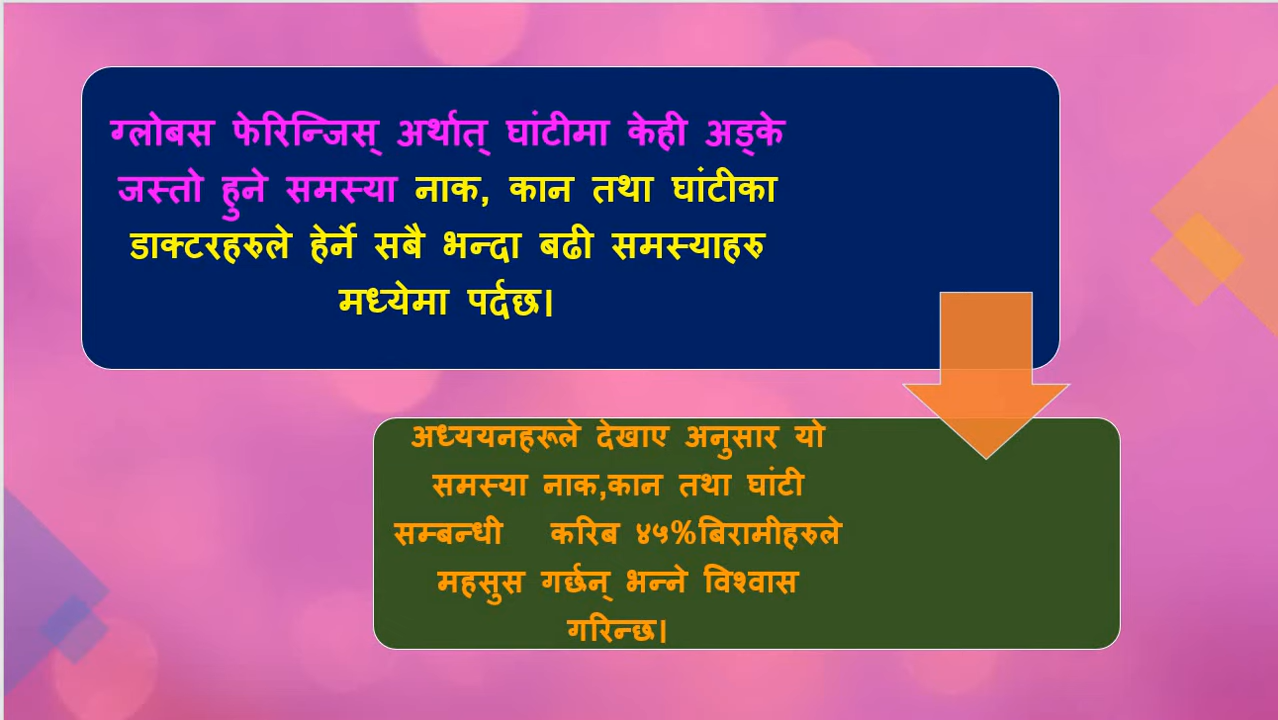 ग्लोबस फेरिन्जिस् अर्थात् घांटीमा केही अड्के
जस्तो हुने समस्या नाक, कान तथा घांटीका
डाक्टरहरुले हेर्ने सबै भन्दा बढी समस्याहरु
मध्येमा पर्दछ।
अध्ययनहरूले देखाए अनुसार यो
समस्या नाक,कान तथा घांटी
सम्बन्धी करिब ४५%बिरामीहरुले
महसुस गर्छन् भन्ने विश्वास
गरिन्छ।